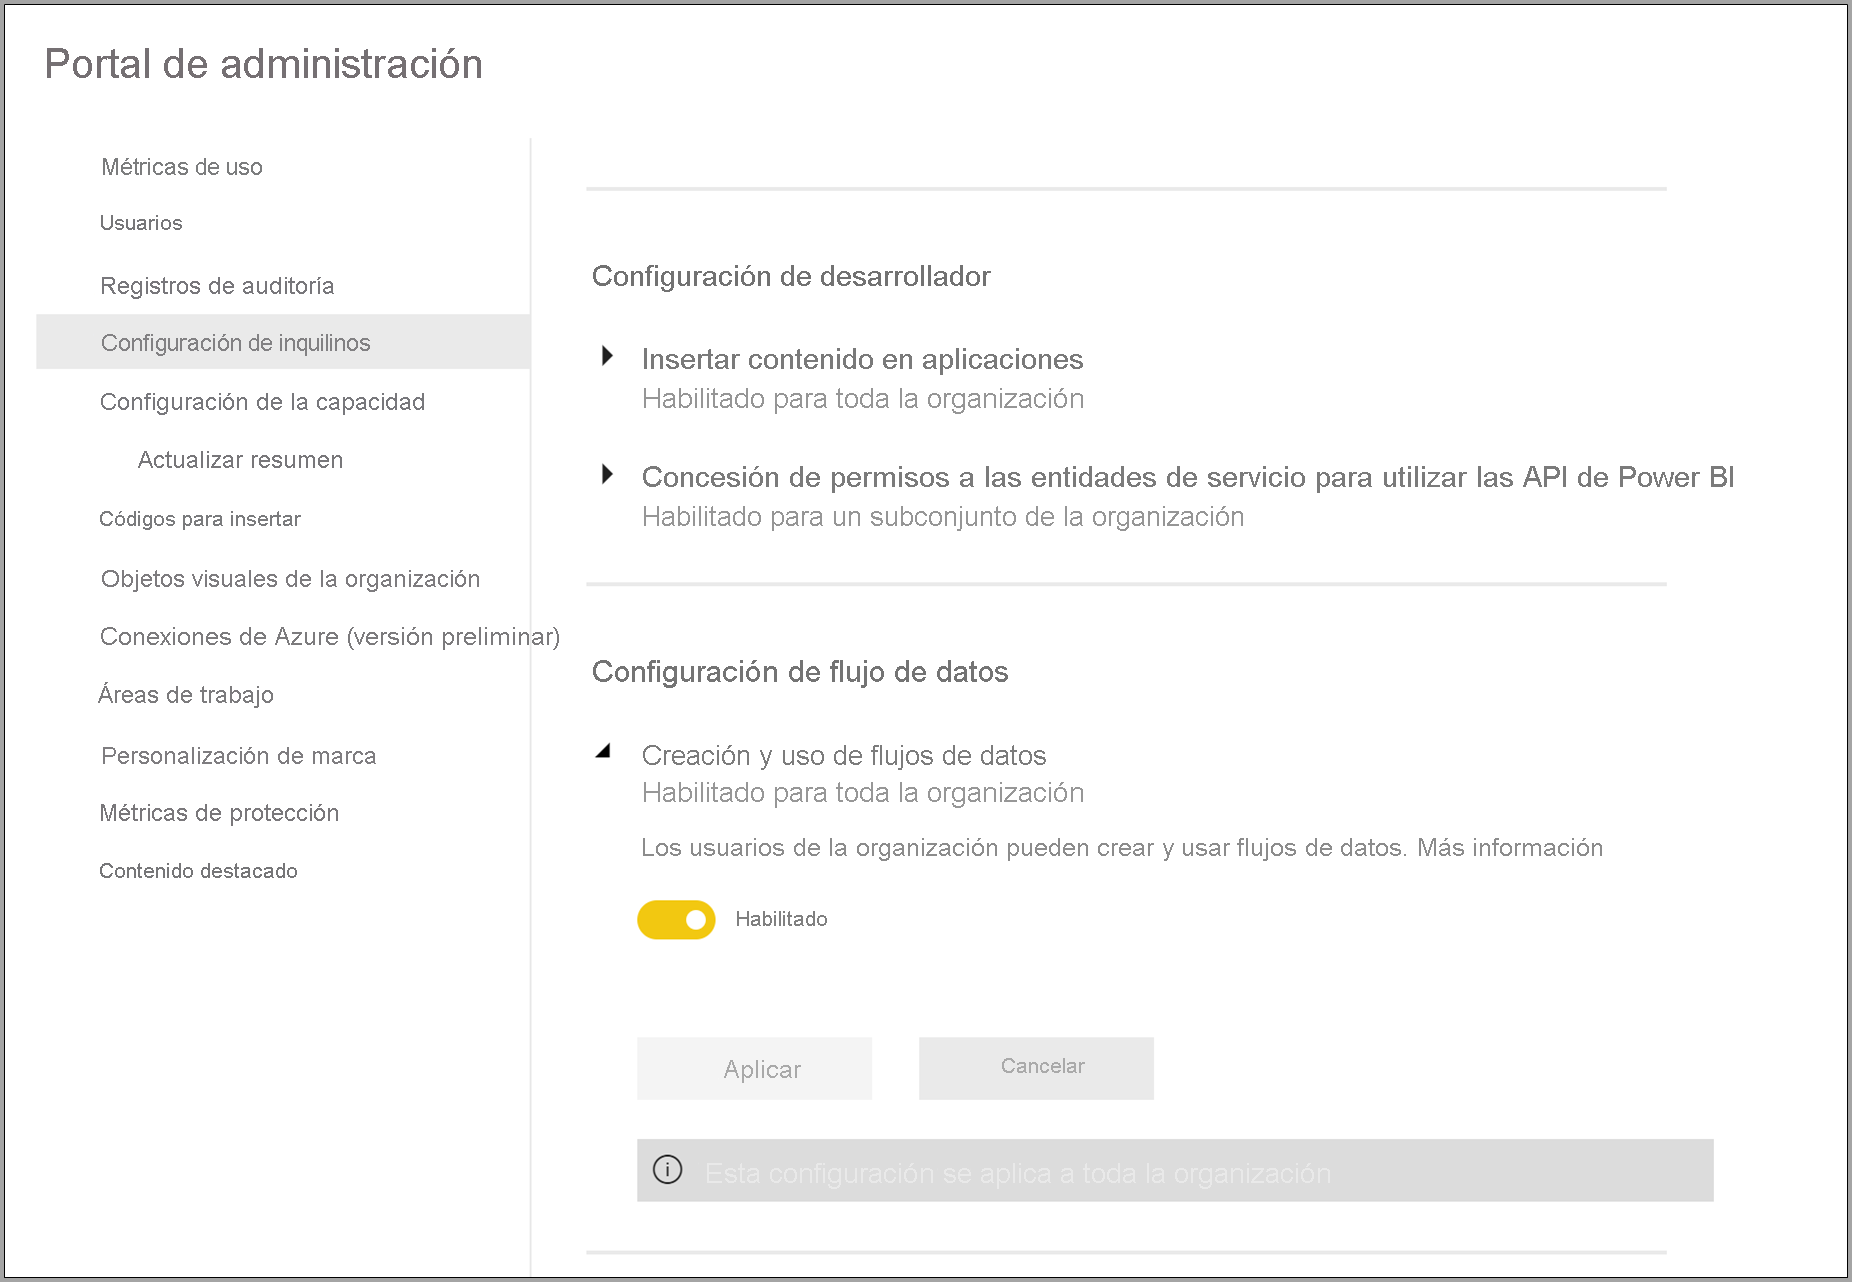 Portal de administración
Métricas de uso
Usuarios
Registros de auditoría
Configuración de inquilinos
Configuración de la capacidad
Actualizar resumen
Códigos para insertar
Objetos visuales de la organización
Conexiones de Azure (versión preliminar)
Áreas de trabajo
Personalización de marca
Métricas de protección
Contenido destacado
Configuración de desarrollador
Insertar contenido en aplicaciones
Habilitado para toda la organización
Concesión de permisos a las entidades de servicio para utilizar las API de Power BI
Habilitado para un subconjunto de la organización
Configuración de flujo de datos
Creación y uso de flujos de datos
Habilitado para toda la organización
Los usuarios de la organización pueden crear y usar flujos de datos. Más información
Habilitado
Aplicar
Cancelar
Esta configuración se aplica a toda la organización